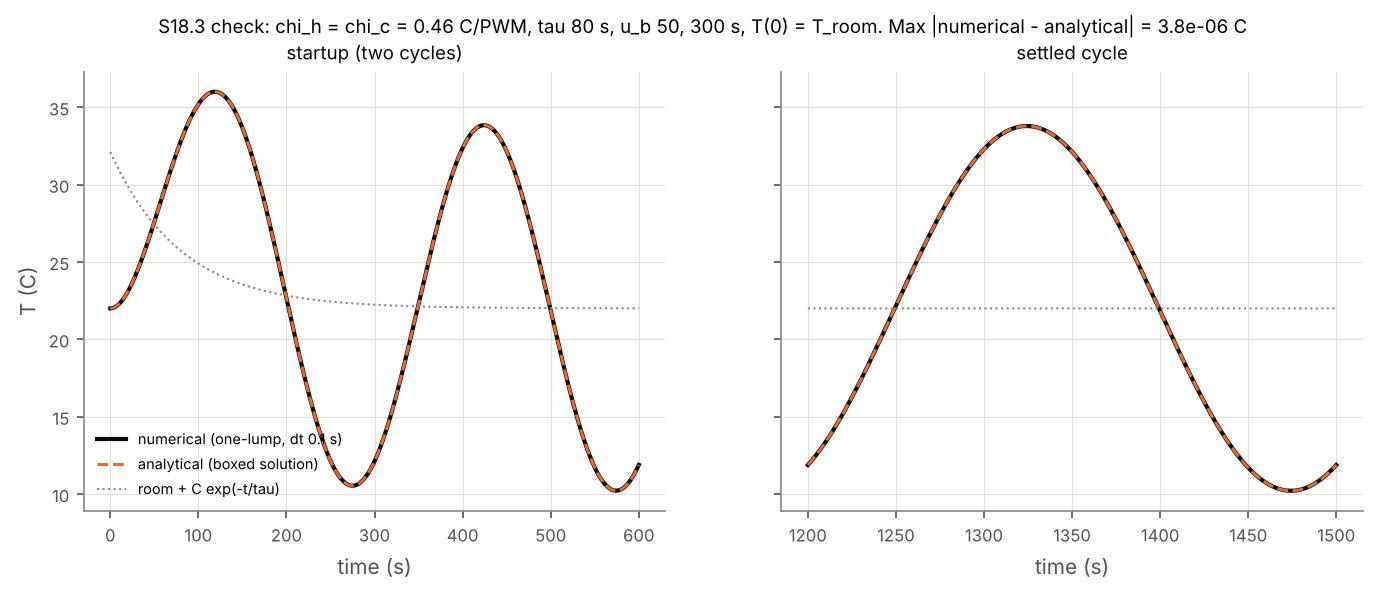 S18.3 check: chi_h = chi_c = 0.46 C/PWM, tau 80 s, u_b 50, 300 s, T(0) = T_room. Max |numerical - analytical| = 3.8e-06 C
startup (two cycles)
settled cycle
T (C)
35
30
25
20
15
10
numerical (one-lump, dt 0.1 s)
analytical (boxed solution)
room + C exp(-t/tau)
0 100 200 300 400 500 600
1200 1250 1300 1350 1400 1450 1500
time (s)
time (s)